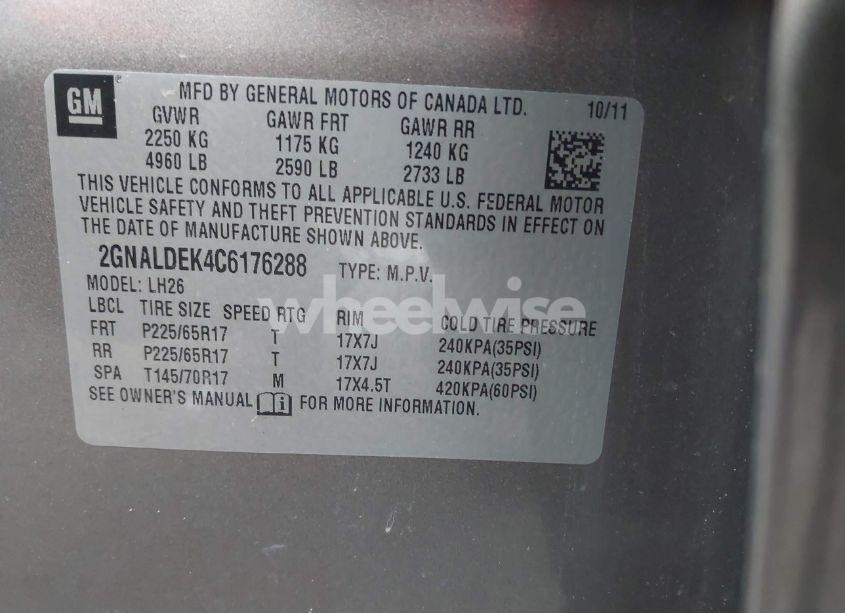 GM
MFD BY GENERAL MOTORS OF CANADA LTD. 10/11
GVWR GAWR FRT GAWR RR
2250 KG 1175 KG 1240 KG
4960 LB 2590 LB 2733 LB
THIS VEHICLE CONFORMS TO ALL APPLICABLE U.S. FEDERAL MOTOR
VEHICLE SAFETY AND THEFT PREVENTION STANDARDS IN EFFECT ON
THE DATE OF MANUFACTURE SHOWN ABOVE.
2GNALDEK4C6176288 TYPE: M.P.V.
MODEL: LH26
wheelwise
LBCL TIRE SIZE SPEED RTG RIM COLD TIRE PRESSURE
FRT P225/65R17 T 17X7J 240KPA(35PSI)
RR P225/65R17 T 17X7J 240KPA(35PSI)
SPA T145/70R17 M 17X4.5T 420KPA(60PSI)
SEE OWNER'S MANUAL i FOR MORE INFORMATION.